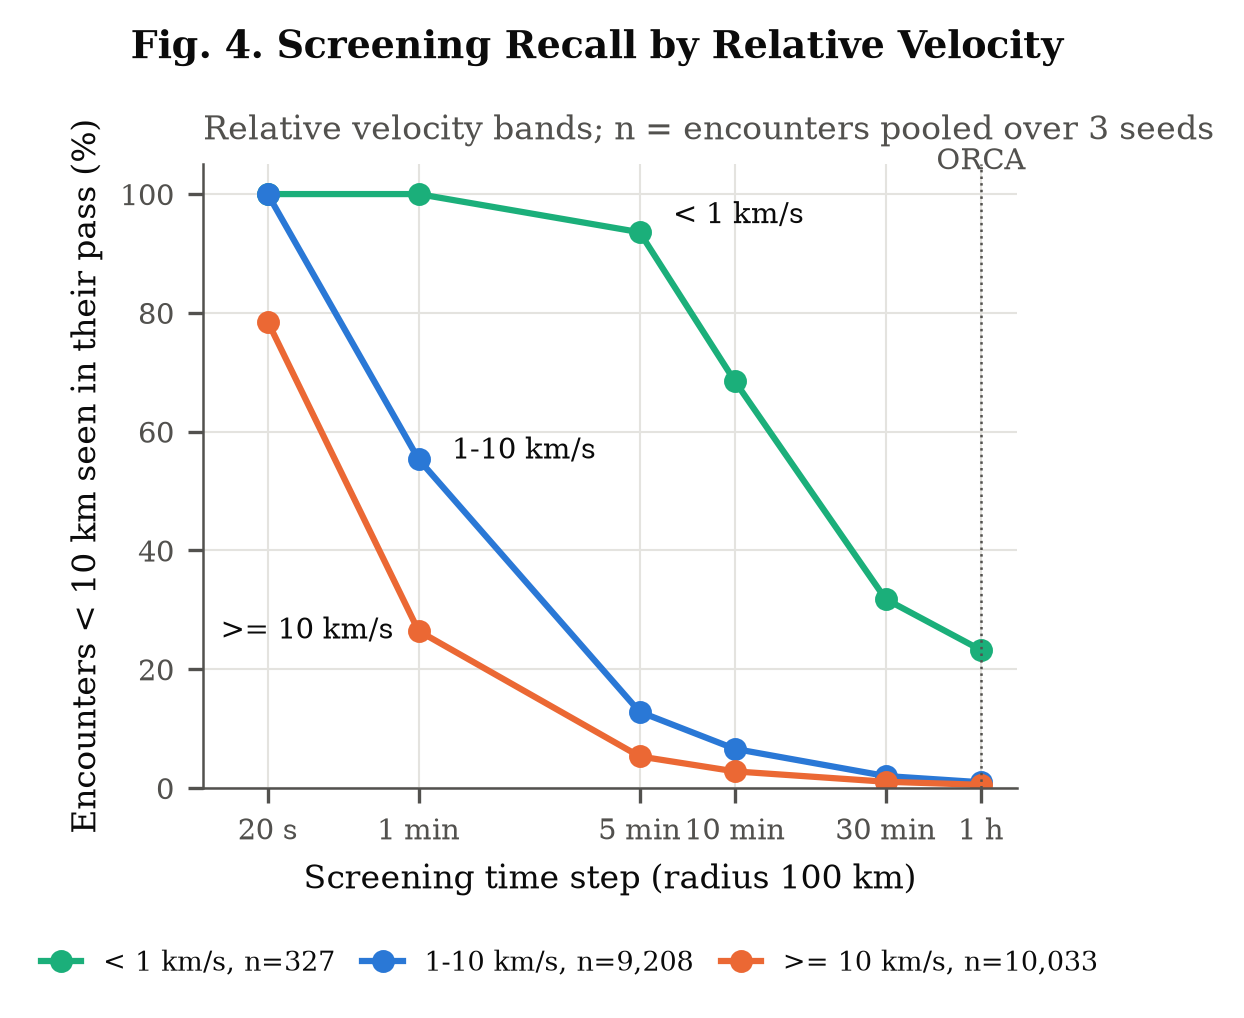 Fig. 4. Screening Recall by Relative Velocity
Relative velocity bands; n = encounters pooled over 3 seeds
ORCA
Encounters < 10 km seen in their pass (%)
100
80
60
40
20
0
< 1 km/s
1-10 km/s
>= 10 km/s
20 s
1 min
5 min
10 min
30 min
1 h
Screening time step (radius 100 km)
< 1 km/s, n=327
1-10 km/s, n=9,208
>= 10 km/s, n=10,033